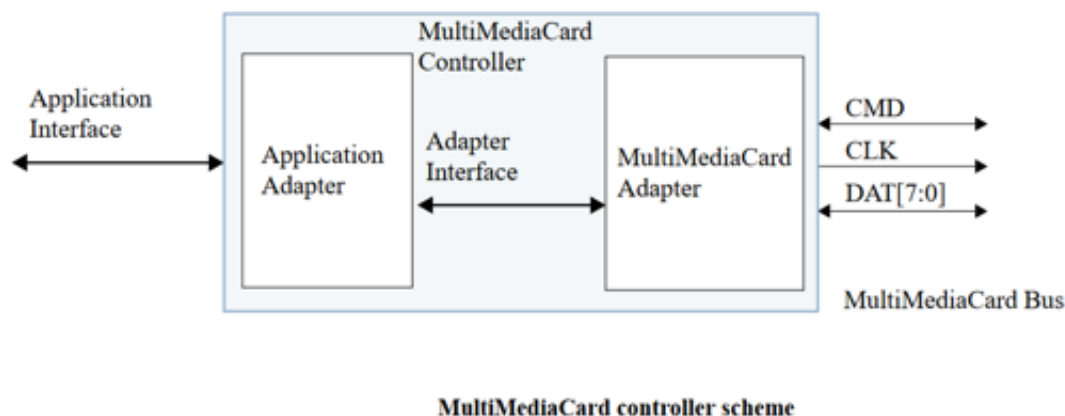 MultiMediaCard
Controller
Application
Interface
Application
Adapter
Adapter
Interface
MultiMediaCard
Adapter
CMD
CLK
DAT[7:0]
MultiMediaCard Bus
MultiMediaCard controller scheme